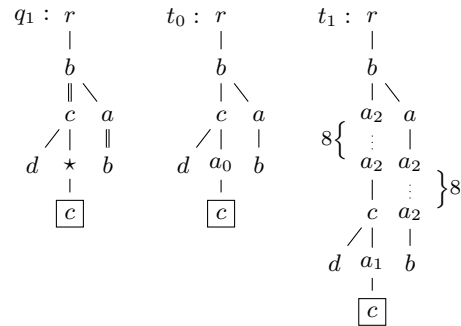 q₁ : r t₀ : r t₁ : r
b b b
c a c a a₂ a
8{ ⋮
d ⋆ b d a₀ b a₂ a₂
⋮ }8
c c c a₂
d a₁ b
c